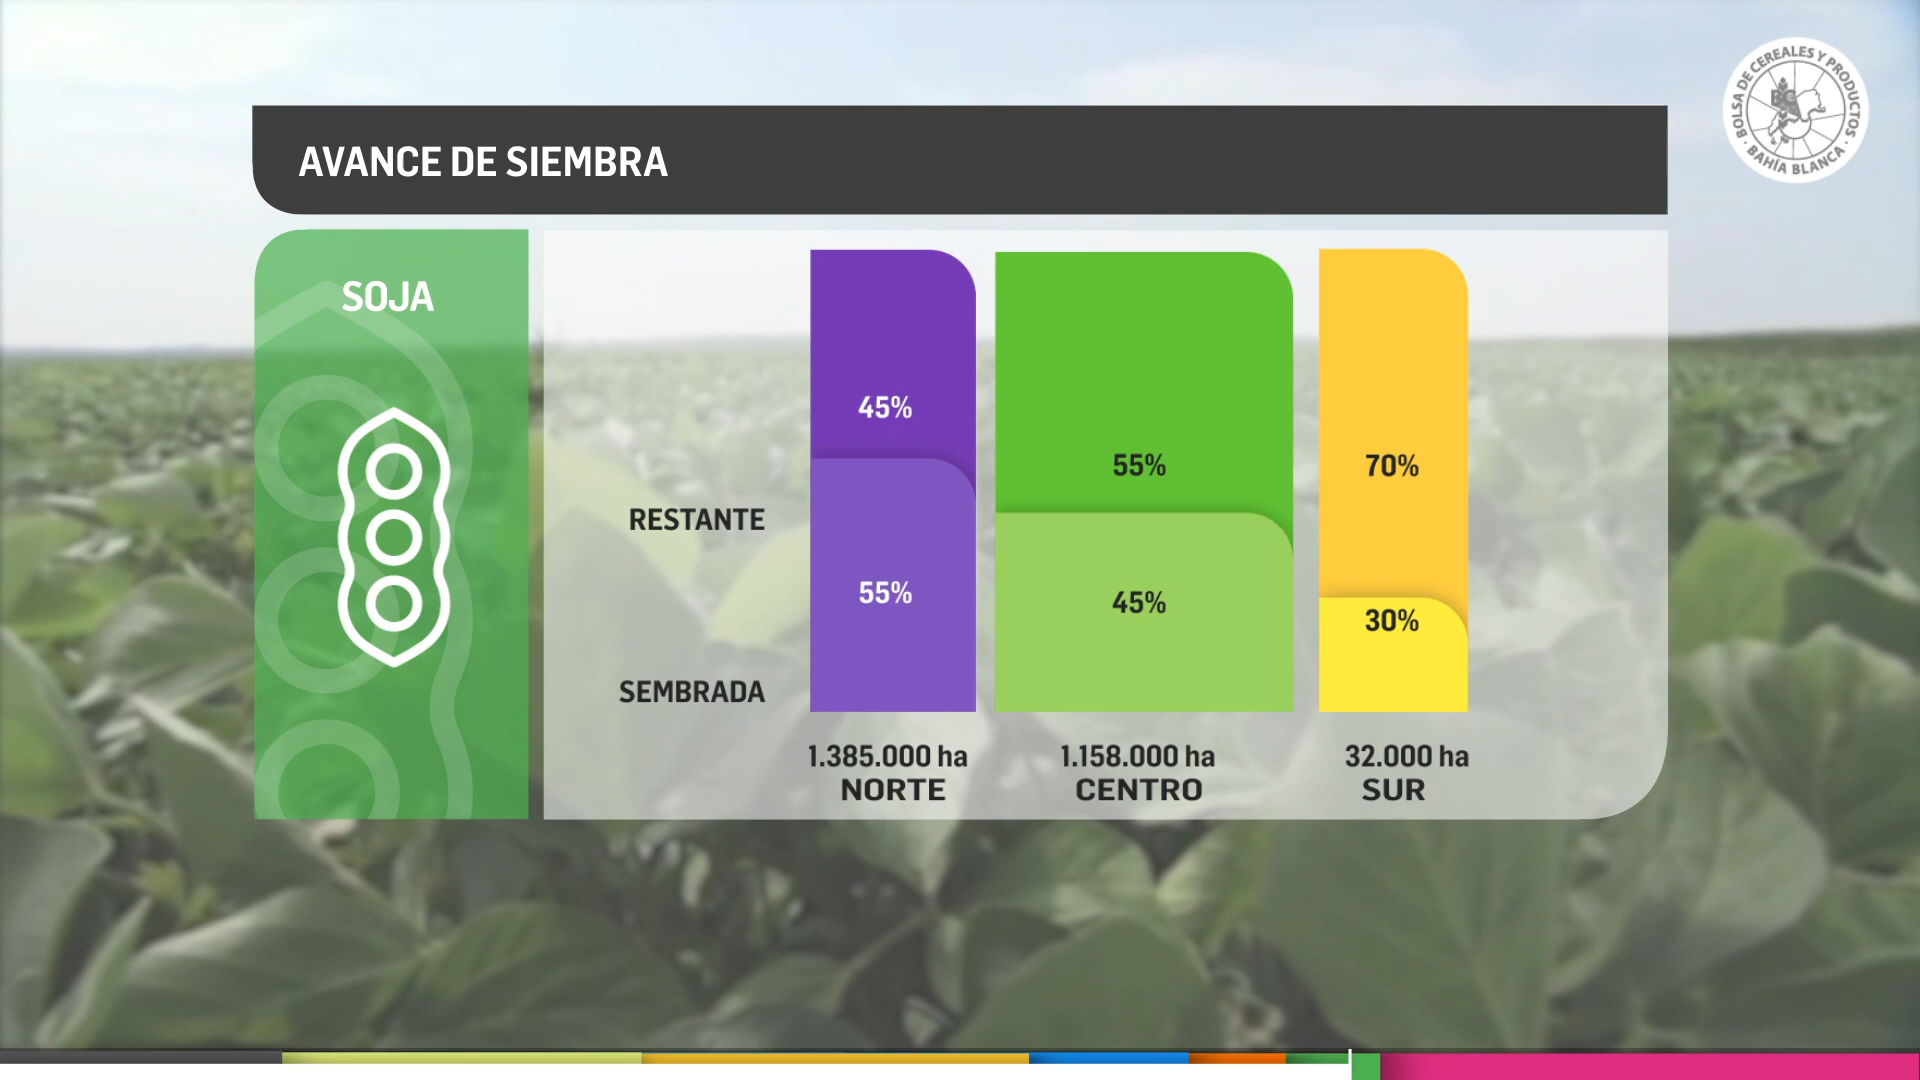 AVANCE DE SIEMBRA
BOLSA DE CEREALES Y PRODUCTOS
· BAHÍA BLANCA ·
BC
SOJA
45%
55%
70%
RESTANTE
55%
45%
30%
SEMBRADA
1.385.000 ha
NORTE
1.158.000 ha
CENTRO
32.000 ha
SUR